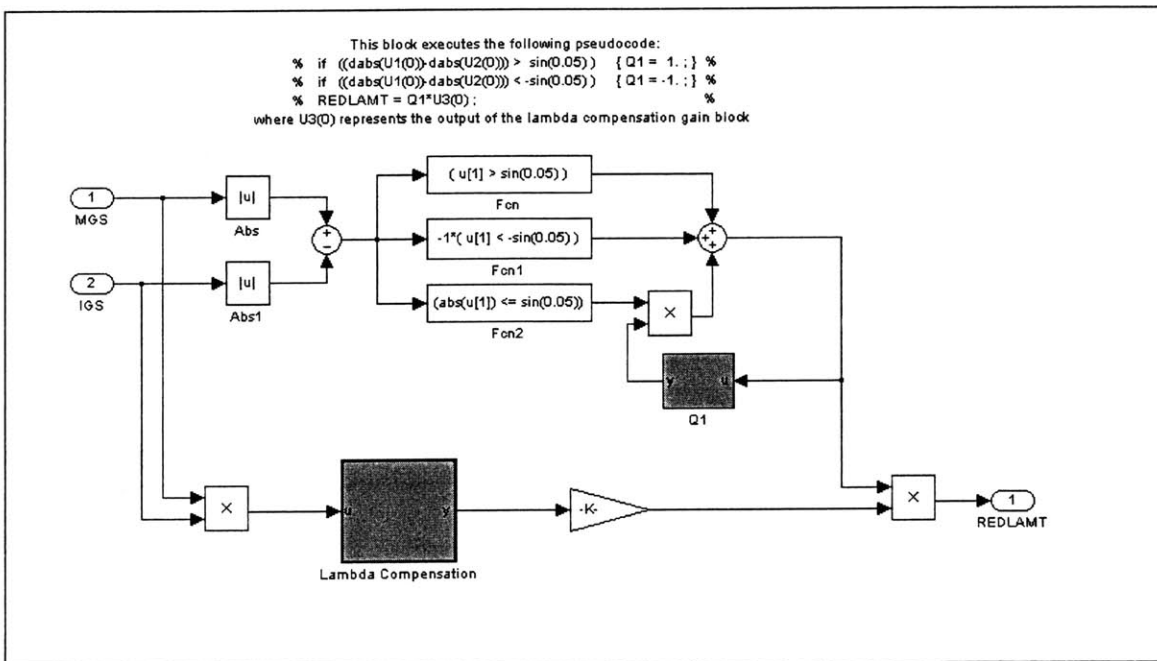 This block executes the following pseudocode:
% if ((dabs(U1(0))-dabs(U2(0))) > sin(0.05) ) { Q1 = 1. ; } %
% if ((dabs(U1(0))-dabs(U2(0))) < -sin(0.05) ) { Q1 = -1. ; } %
% REDLAMT = Q1*U3(0) ; %
where U3(0) represents the output of the lambda compensation gain block
1
MGS
|u|
Abs
+
−
( u[1] > sin(0.05) )
Fcn
-1*( u[1] < -sin(0.05) )
Fcn1
(abs(u[1]) <= sin(0.05))
Fcn2
+
+
+
2
IGS
|u|
Abs1
×
y u
Q1
×
u y
Lambda Compensation
-K-
×
1
REDLAMT